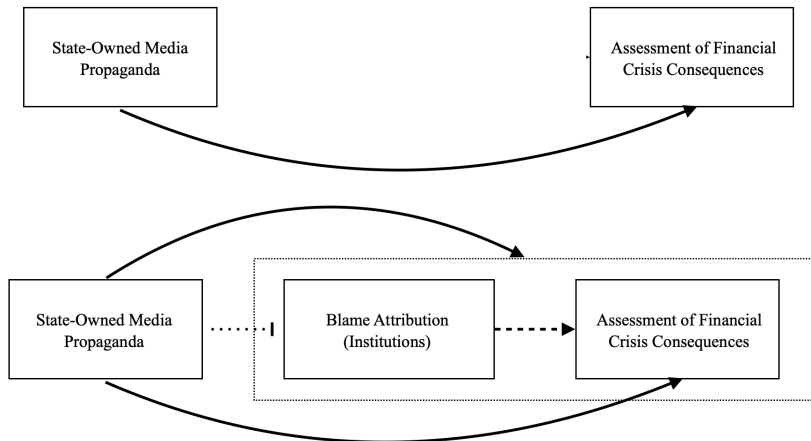 State-Owned Media
Propaganda
Assessment of Financial
Crisis Consequences
State-Owned Media
Propaganda
Blame Attribution
(Institutions)
Assessment of Financial
Crisis Consequences